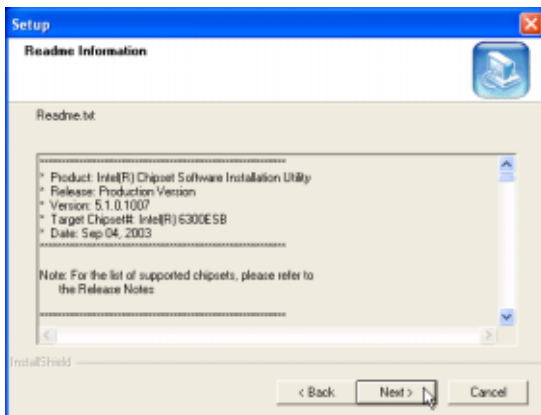 Setup
Readme Information
Readme.txt
************************************************************
* Product: Intel(R) Chipset Software Installation Utility
* Release: Production Version
* Version: 5.1.0.1007
* Target Chipset#: Intel(R) 6300ESB
* Date: Sep 04, 2003
************************************************************
Note: For the list of supported chipsets, please refer to
the Release Notes
************************************************************
InstallShield
< Back
Next >
Cancel